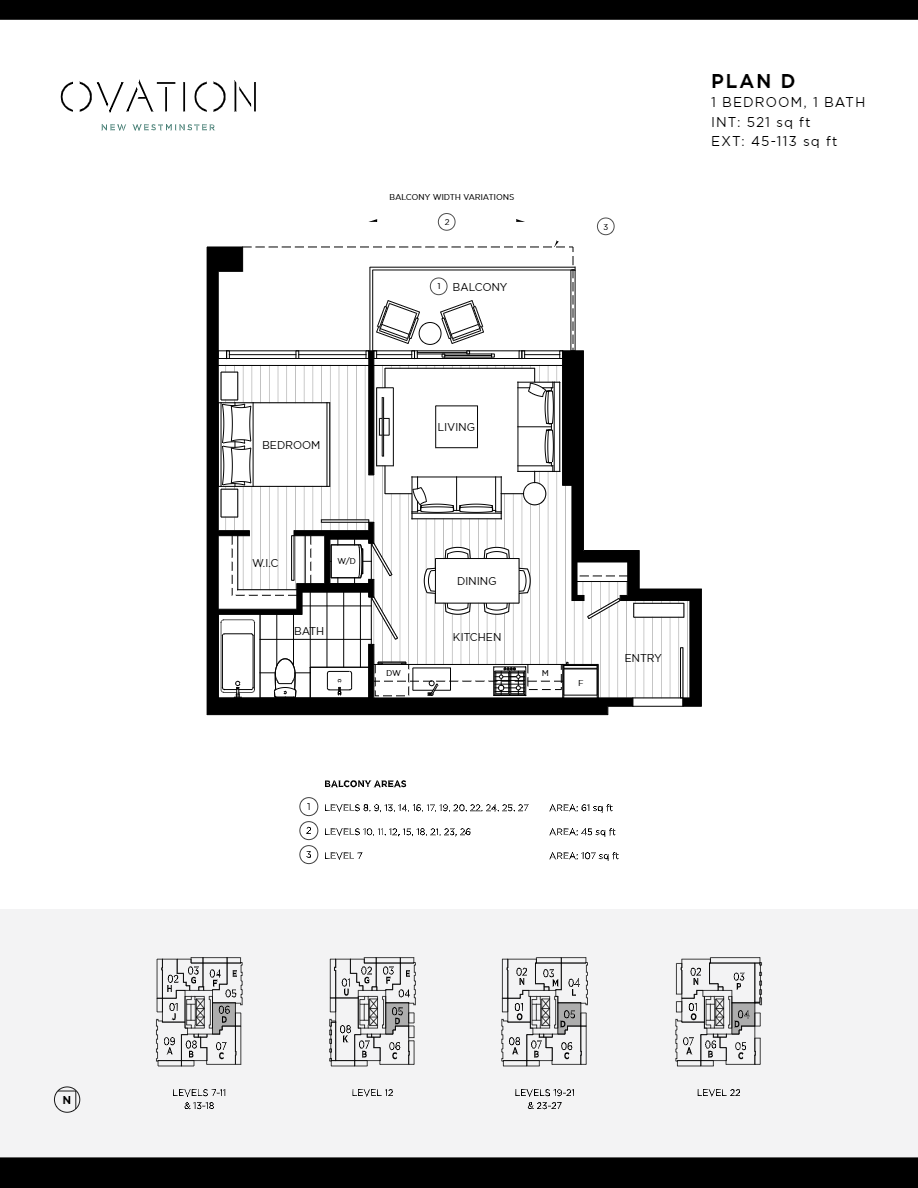 OVATION
NEW WESTMINSTER
PLAN D
1 BEDROOM, 1 BATH
INT: 521 sq ft
EXT: 45-113 sq ft
BALCONY WIDTH VARIATIONS
2
3
1 BALCONY
LIVING
BEDROOM
W.I.C
W/D
DINING
BATH
KITCHEN
ENTRY
DW
M
F
BALCONY AREAS
1 LEVELS 8, 9, 13, 14, 16, 17, 19, 20, 22, 24, 25, 27 AREA: 61 sq ft
2 LEVELS 10, 11, 12, 15, 18, 21, 23, 26 AREA: 45 sq ft
3 LEVEL 7 AREA: 107 sq ft
02 H
03 G
04 F
E
05
01 J
06 D
09 A
08 B
07 C
LEVELS 7-11
& 13-18
01 U
02 G
03 F
E
04
05 D
08 K
07 B
06 C
LEVEL 12
02 N
03 M
04 L
01 O
05 D
08 A
07 B
06 C
LEVELS 19-21
& 23-27
02 N
03 P
01 O
04 D
07 A
06 B
05 C
LEVEL 22
N